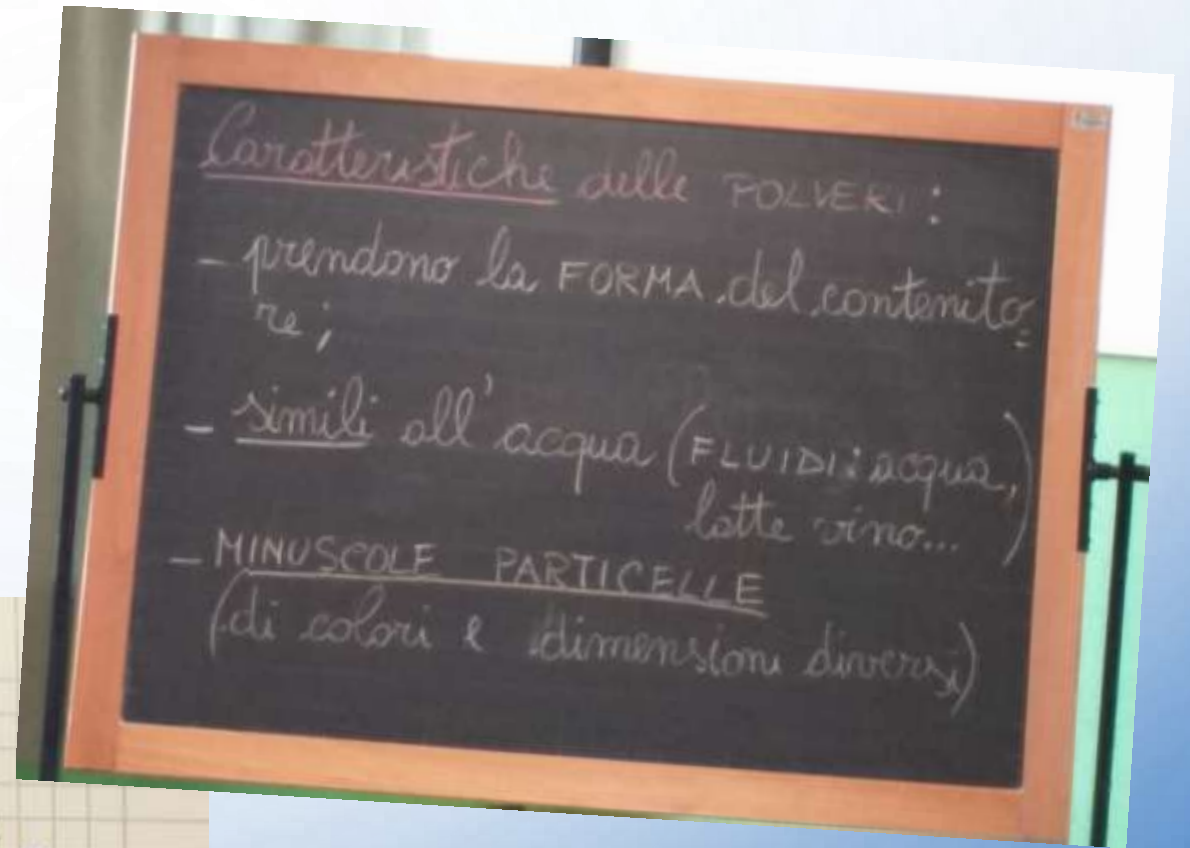 Caratteristiche delle POLVERI:
- prendono la FORMA del contenito=
re;
- simili all'acqua (FLUIDI: acqua,
latte vino...)
- MINUSCOLE PARTICELLE
(di colori e dimensioni diversi)